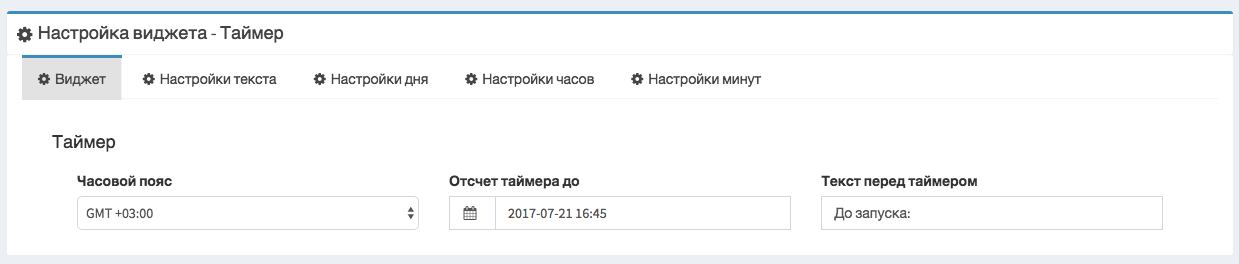 Настройка виджета - Таймер
Виджет Настройки текста Настройки дня Настройки часов Настройки минут
Таймер
Часовой пояс Отсчет таймера до Текст перед таймером
GMT +03:00 2017-07-21 16:45 До запуска: